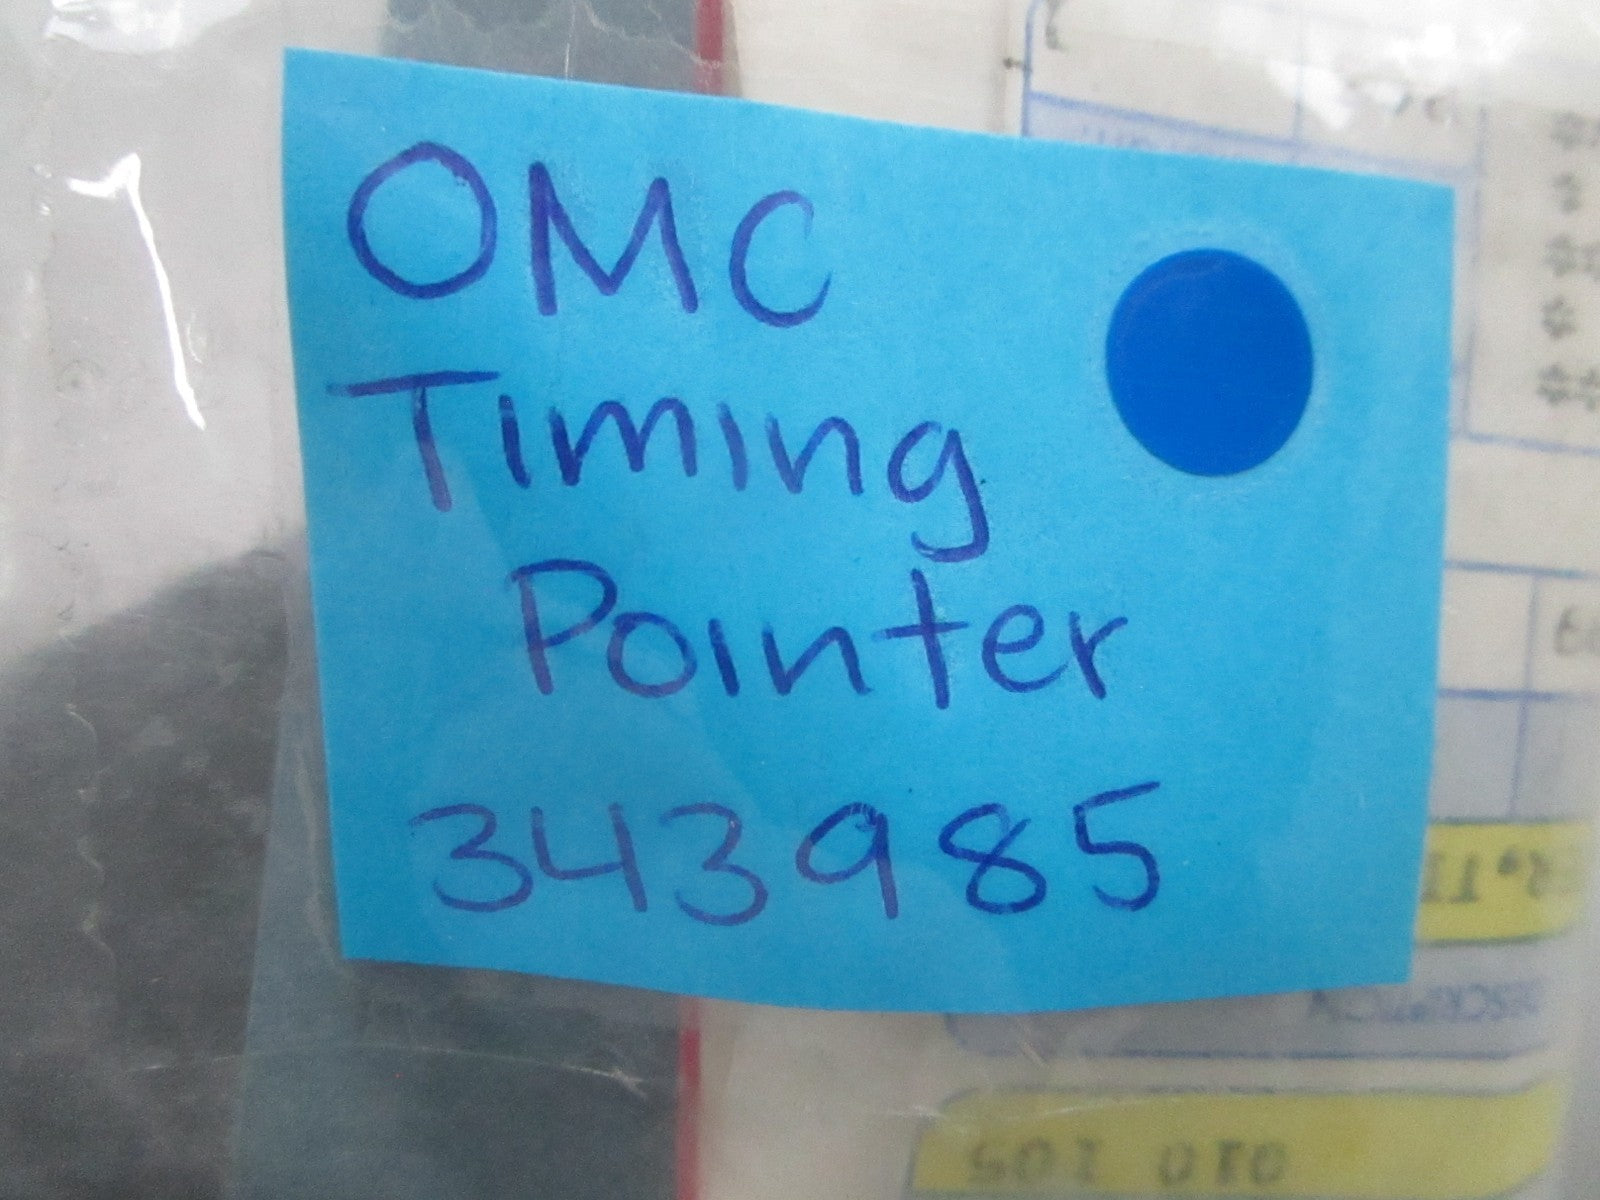 OMC
Timing
Pointer
343985